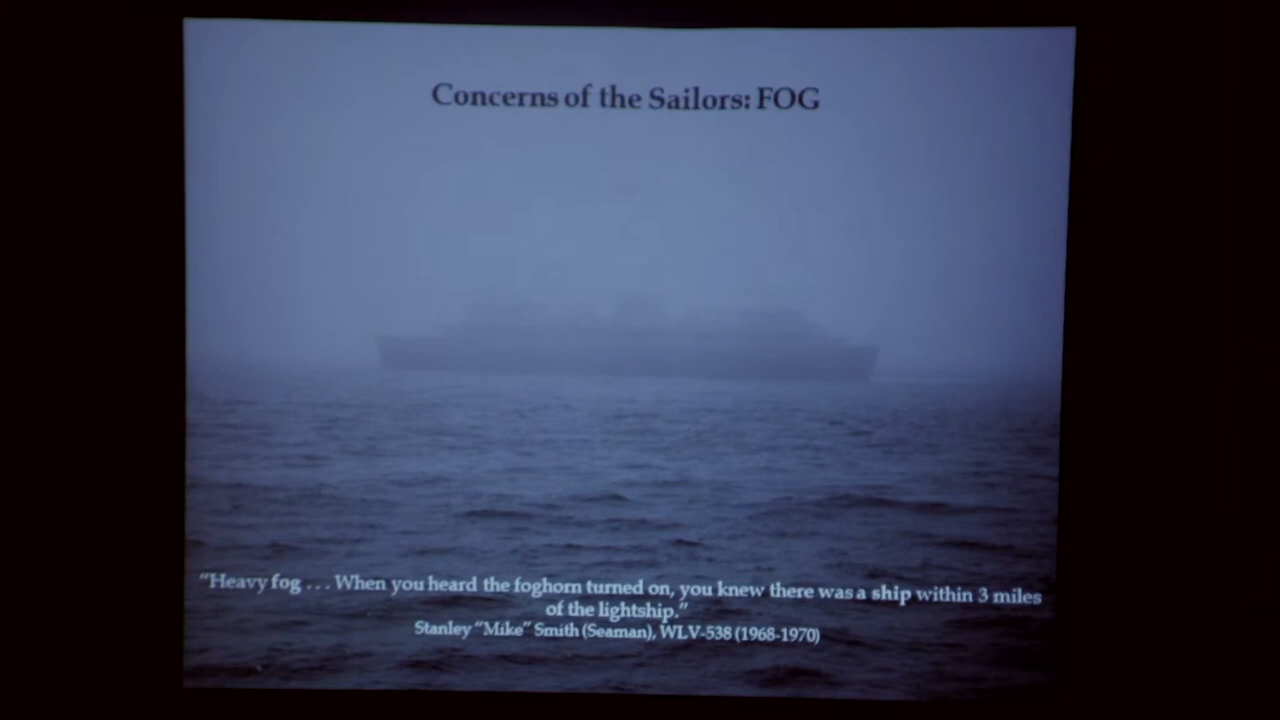 Concerns of the Sailors: FOG
“Heavy fog . . . When you heard the foghorn turned on, you knew there was a ship within 3 miles
of the lightship.”
Stanley “Mike” Smith (Seaman), WLV-538 (1968-1970)